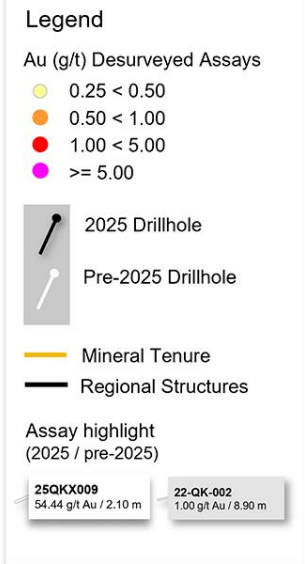 Legend
Au (g/t) Desurveyed Assays
0.25 < 0.50
0.50 < 1.00
1.00 < 5.00
>= 5.00
2025 Drillhole
Pre-2025 Drillhole
Mineral Tenure
Regional Structures
Assay highlight
(2025 / pre-2025)
25QKX009
54.44 g/t Au / 2.10 m
22-QK-002
1.00 g/t Au / 8.90 m